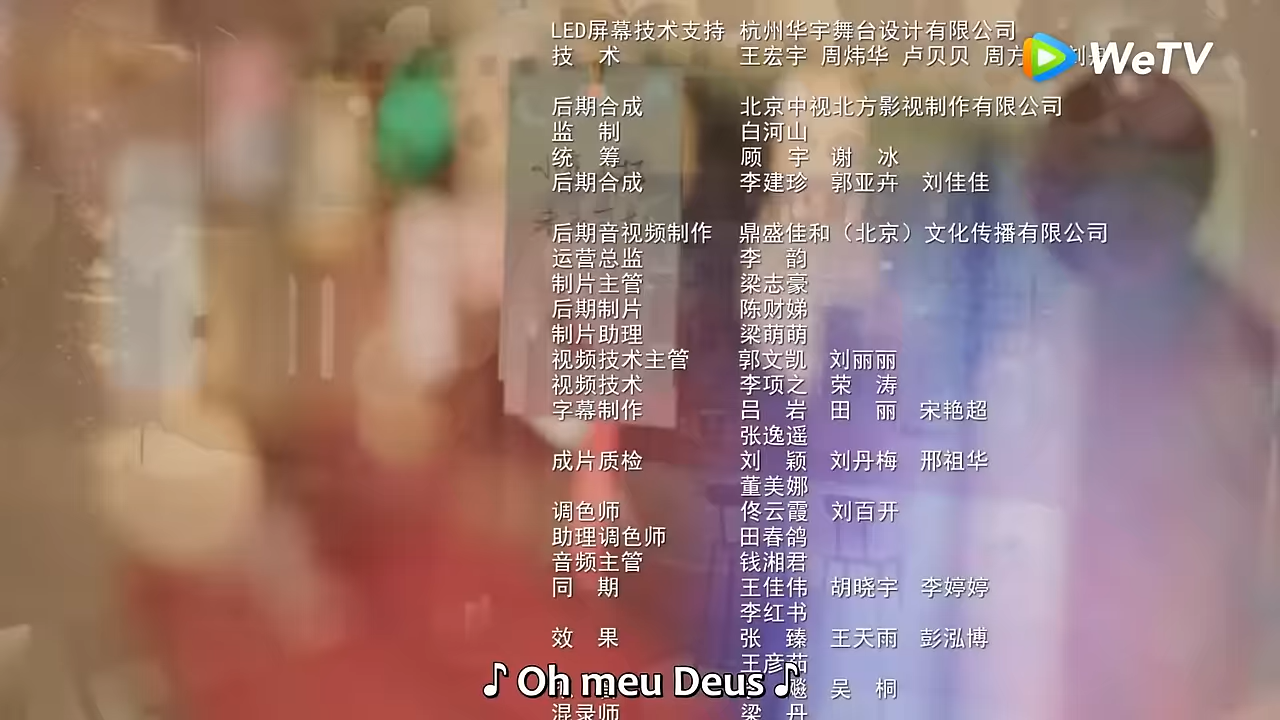 LED屏幕技术支持 杭州华宇舞台设计有限公司
技 术 王宏宇 周炜华 卢贝贝 周方
WeTV
后期合成 北京中视北方影视制作有限公司
监 制 白河山
统 筹 顾 宇 谢 冰
后期合成 李建珍 郭亚卉 刘佳佳
后期音视频制作 鼎盛佳和（北京）文化传播有限公司
运营总监 李 韵
制片主管 梁志豪
后期制片 陈财娣
制片助理 梁萌萌
视频技术主管 郭文凯 刘丽丽
视频技术 李项之 荣 涛
字幕制作 吕 岩 田 丽 宋艳超
张逸遥
成片质检 刘 颖 刘丹梅 邢祖华
董美娜
调色师 佟云霞 刘百开
助理调色师 田春鸽
音频主管 钱湘君
同 期 王佳伟 胡晓宇 李婷婷
李红书
效 果 张 臻 王天雨 彭泓博
王彦茹
飚 吴 桐
♪ Oh meu Deus ♪
混录师 梁 丹